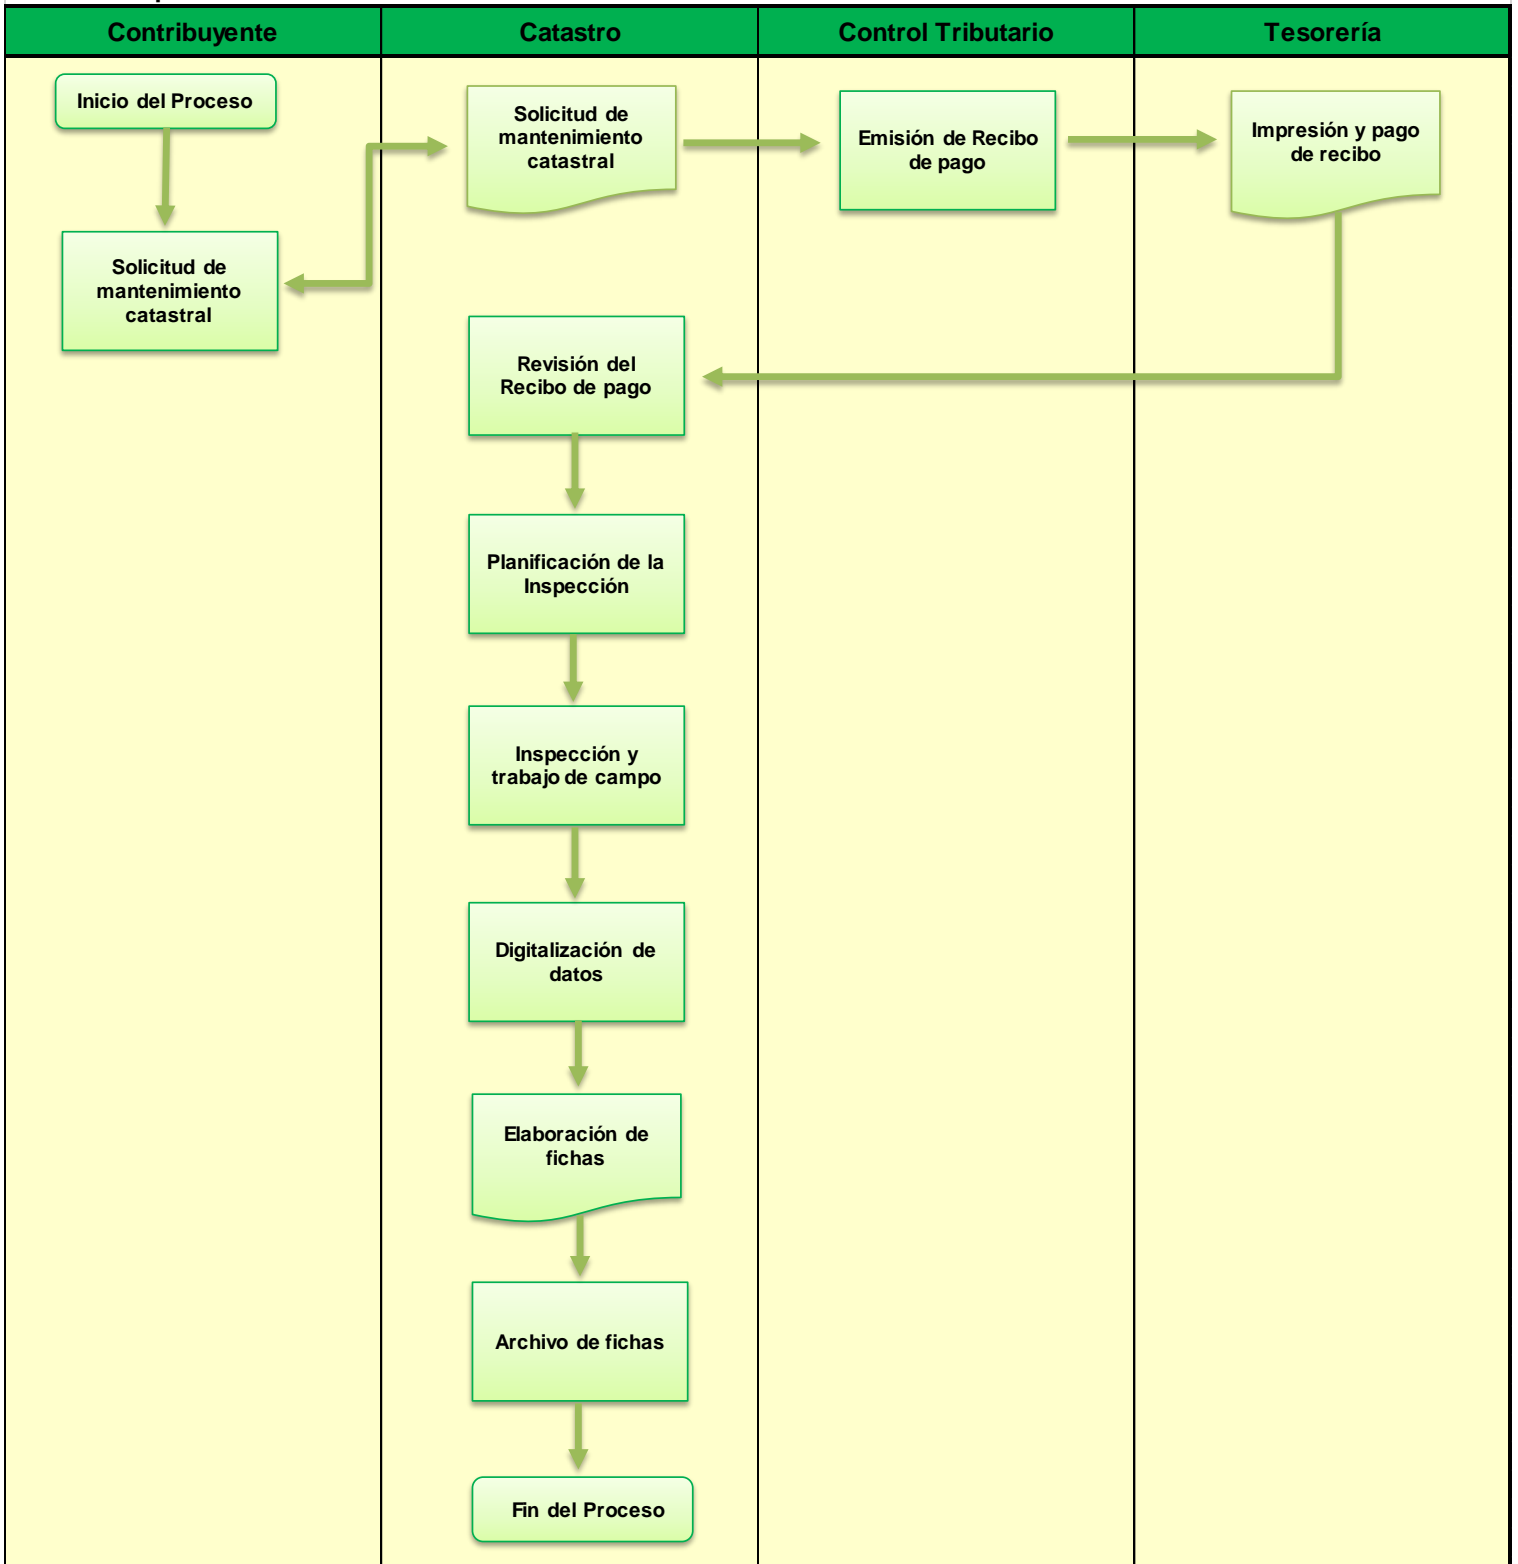 Contribuyente
Catastro
Control Tributario
Tesorería
Inicio del Proceso
Solicitud de
mantenimiento
catastral
Solicitud de
mantenimiento
catastral
Emisión de Recibo
de pago
Impresión y pago
de recibo
Revisión del
Recibo de pago
Planificación de la
Inspección
Inspección y
trabajo de campo
Digitalización de
datos
Elaboración de
fichas
Archivo de fichas
Fin del Proceso